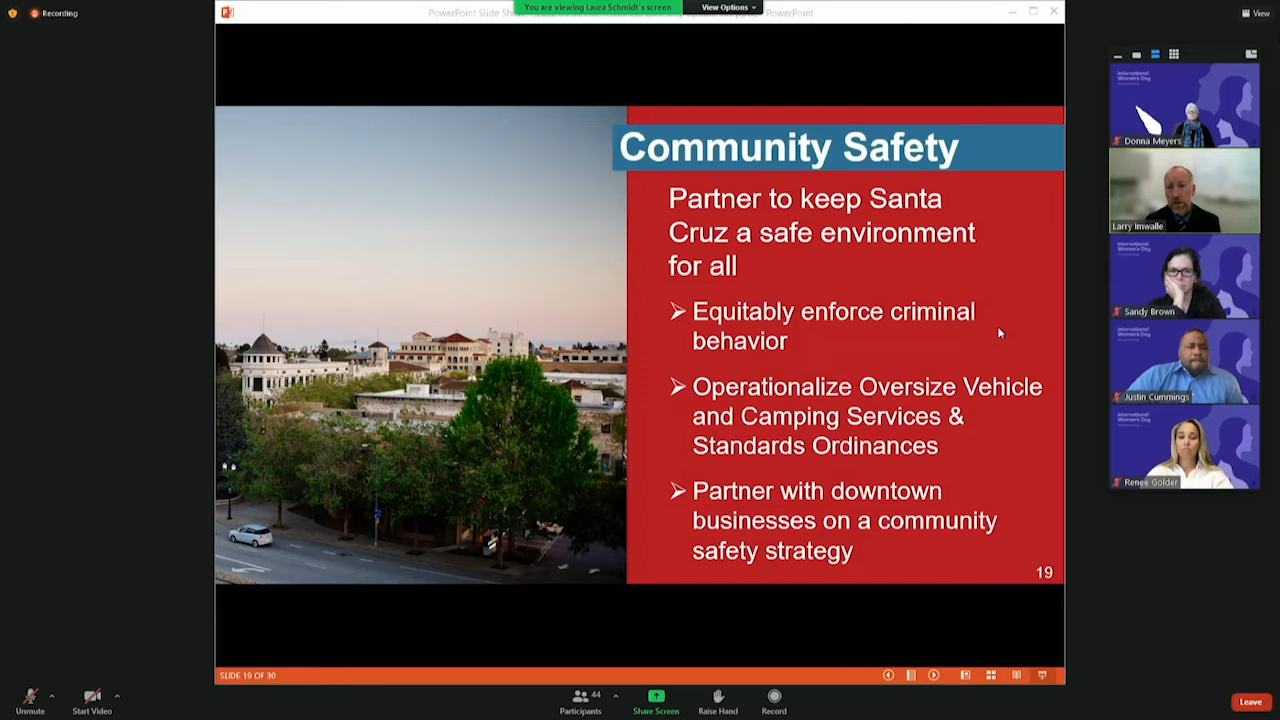 Recording
PowerPoint Slide Sh
PowerPoint
You are viewing Laura Schmidt's screen
View Options
View
Community Safety
Partner to keep Santa
Cruz a safe environment
for all
Equitably enforce criminal
behavior
Operationalize Oversize Vehicle
and Camping Services &
Standards Ordinances
Partner with downtown
businesses on a community
safety strategy
19
International
Women's Day
Donna Meyers
Larry Imwalle
International
Women's Day
Sandy Brown
International
Women's Day
Justin Cummings
International
Women's Day
Renee Golder
SLIDE 19 OF 30
Unmute
Start Video
44
Participants
Share Screen
Raise Hand
Record
Leave